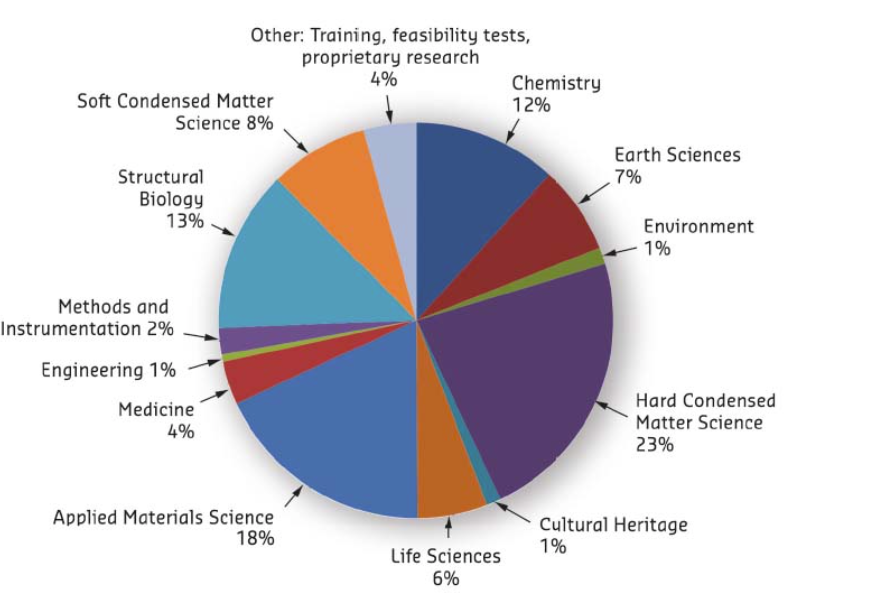 Other: Training, feasibility tests,
proprietary research
4%
Chemistry
12%
Earth Sciences
7%
Environment
1%
Hard Condensed
Matter Science
23%
Cultural Heritage
1%
Life Sciences
6%
Applied Materials Science
18%
Medicine
4%
Engineering 1%
Methods and
Instrumentation 2%
Structural
Biology
13%
Soft Condensed Matter
Science 8%